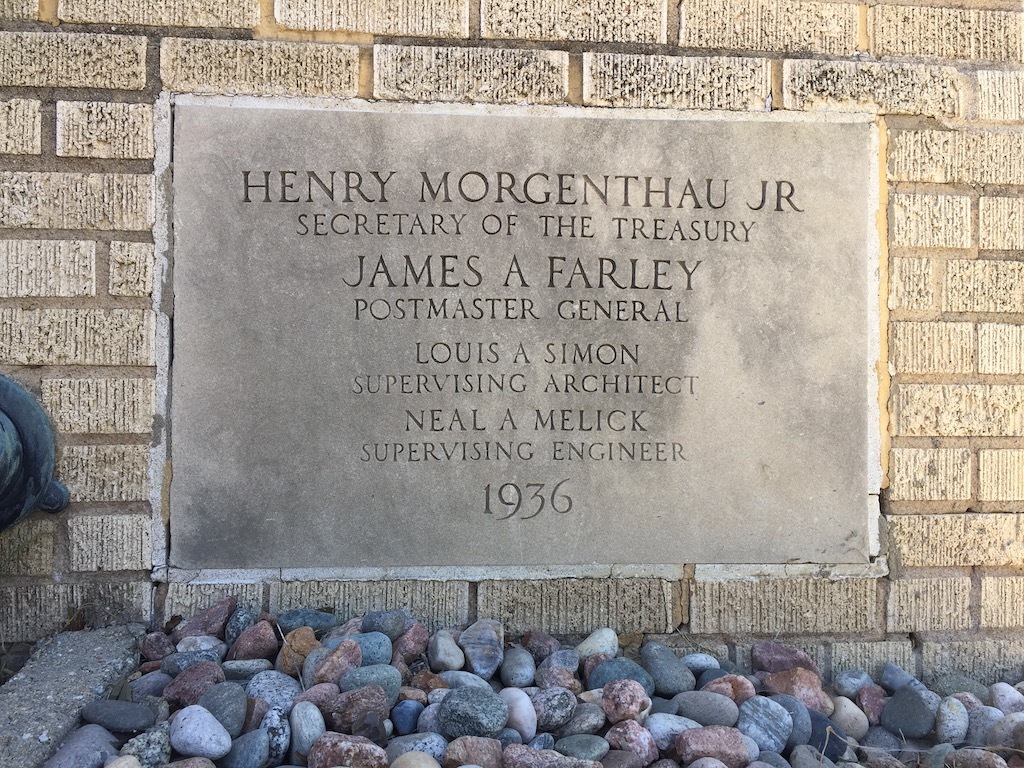 HENRY MORGENTHAU JR
SECRETARY OF THE TREASURY
JAMES A FARLEY
POSTMASTER GENERAL
LOUIS A SIMON
SUPERVISING ARCHITECT
NEAL A MELICK
SUPERVISING ENGINEER
1936